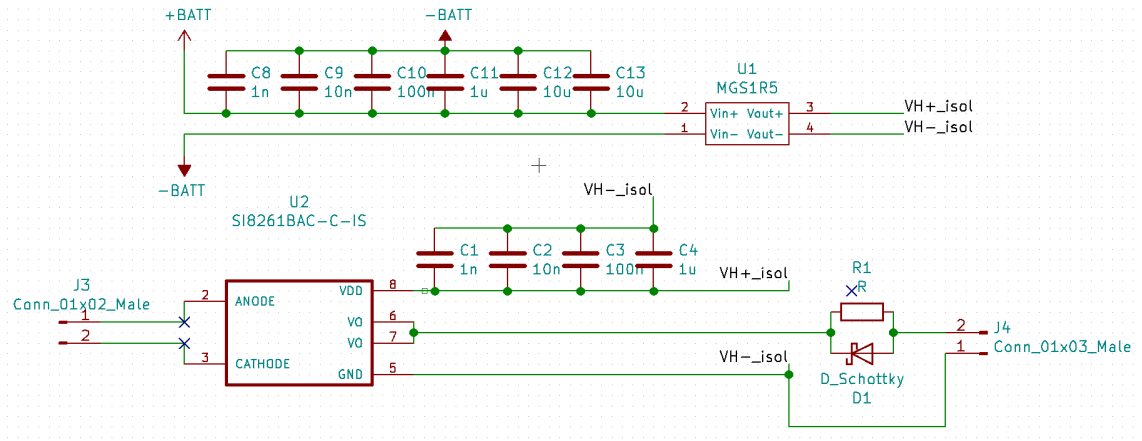 +BATT
-BATT
C8 C9 C10 C11 C12 C13
1n 10n 100n 1u 10u 10u
U1
MGS1R5
2 Vin+ Vout+ 3 VH+_isol
1 Vin- Vout- 4 VH-_isol
-BATT
VH-_isol
U2
SI8261BAC-C-IS
C1 C2 C3 C4
1n 10n 100n 1u
VH+_isol
R1
R
J3
Conn_01x02_Male
1
2
2 ANODE
3 CATHODE
VDD 8
VO 6
VO 7
GND 5
VH-_isol
D_Schottky
D1
2 J4
1 Conn_01x03_Male